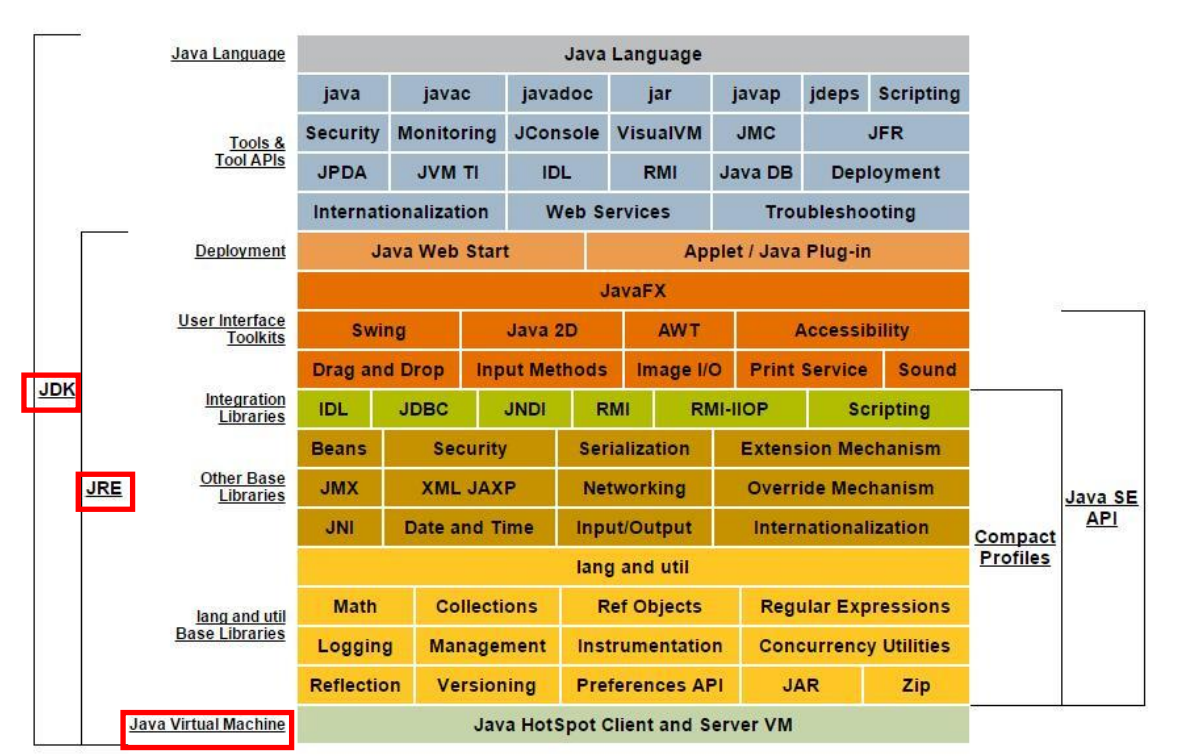 Java Language Java Language
java javac javadoc jar javap jdeps Scripting
Security Monitoring JConsole VisualVM JMC JFR
Tools &
Tool APIs
JPDA JVM TI IDL RMI Java DB Deployment
Internationalization Web Services Troubleshooting
Deployment Java Web Start Applet / Java Plug-in
JavaFX
User Interface
Toolkits
Swing Java 2D AWT Accessibility
Drag and Drop Input Methods Image I/O Print Service Sound
JDK
Integration
Libraries
IDL JDBC JNDI RMI RMI-IIOP Scripting
Beans Security Serialization Extension Mechanism
JRE
Other Base
Libraries
JMX XML JAXP Networking Override Mechanism
Java SE
API
JNI Date and Time Input/Output Internationalization
Compact
Profiles
lang and util
lang and util
Base Libraries
Math Collections Ref Objects Regular Expressions
Logging Management Instrumentation Concurrency Utilities
Reflection Versioning Preferences API JAR Zip
Java Virtual Machine Java HotSpot Client and Server VM